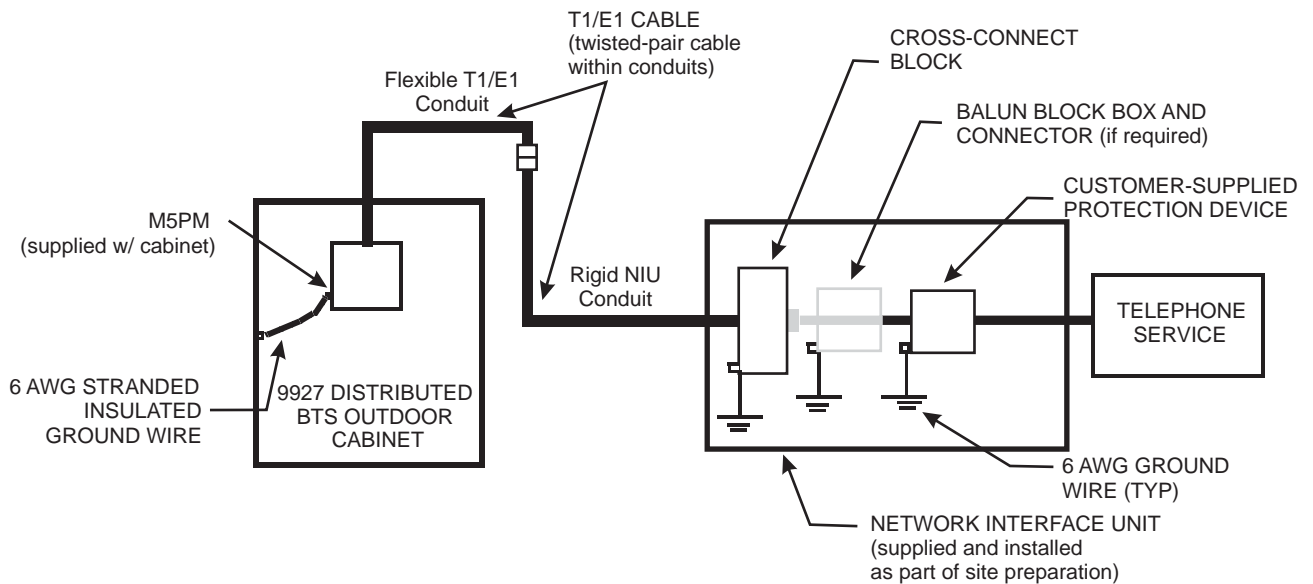 T1/E1 CABLE
(twisted-pair cable
within conduits)
Flexible T1/E1
Conduit
CROSS-CONNECT
BLOCK
BALUN BLOCK BOX AND
CONNECTOR (if required)
CUSTOMER-SUPPLIED
PROTECTION DEVICE
M5PM
(supplied w/ cabinet)
Rigid NIU
Conduit
TELEPHONE
SERVICE
6 AWG STRANDED
INSULATED
GROUND WIRE
9927 DISTRIBUTED
BTS OUTDOOR
CABINET
6 AWG GROUND
WIRE (TYP)
NETWORK INTERFACE UNIT
(supplied and installed
as part of site preparation)